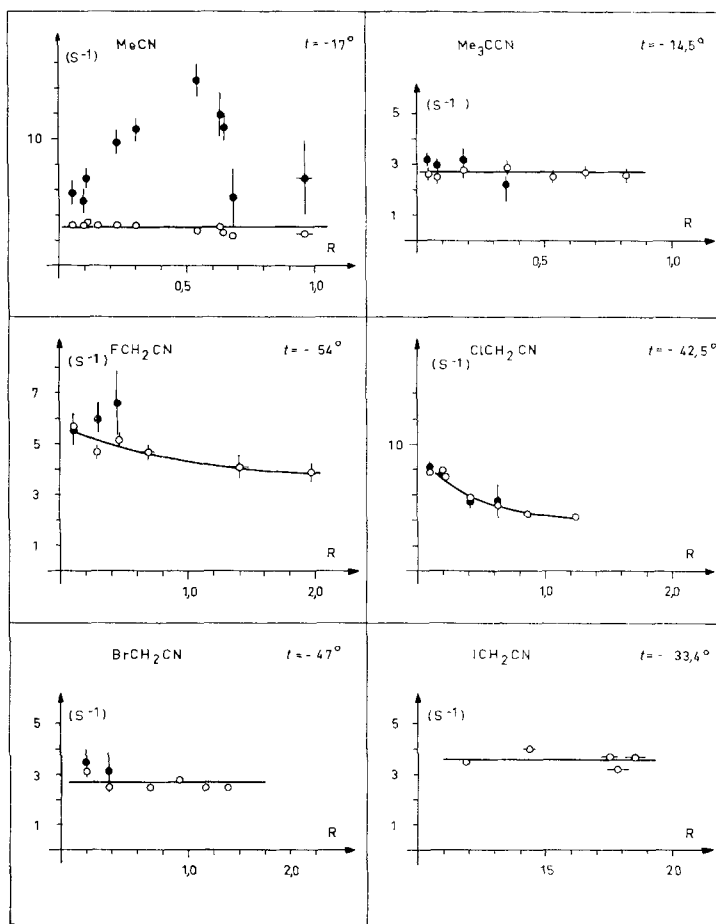 MeCN t = -17°
(S⁻¹)
10
R
0,5 1,0
Me₃CCN t = -14,5°
(S⁻¹)
5
3
1
R
0,5 1,0
FCH₂CN t = - 54°
(S⁻¹)
7
5
3
1
R
1,0 2,0
ClCH₂CN t = - 42,5°
(S⁻¹)
10
R
1,0 2,0
BrCH₂CN t = - 47°
(S⁻¹)
5
3
1
R
1,0 2,0
ICH₂CN t = - 33,4°
(S⁻¹)
5
3
1
R
15 20